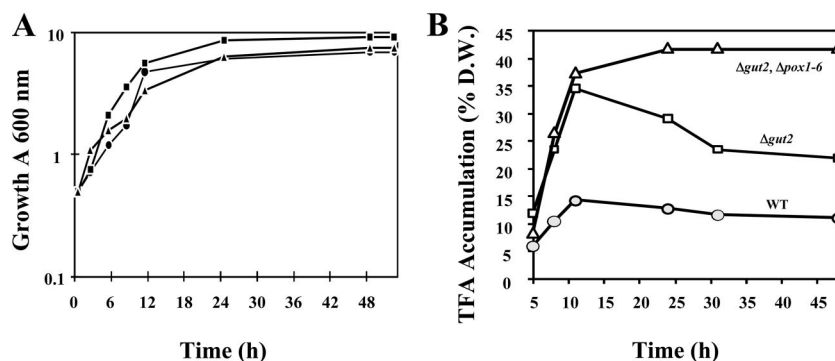 A
Growth A 600 nm
10
1
0.1
0 6 12 18 24 30 36 42 48
Time (h)
B
TFA Accumulation (% D.W.)
45
40
35
30
25
20
15
10
5
0
Δgut2, Δpox1-6
Δgut2
WT
5 10 15 20 25 30 35 40 45
Time (h)